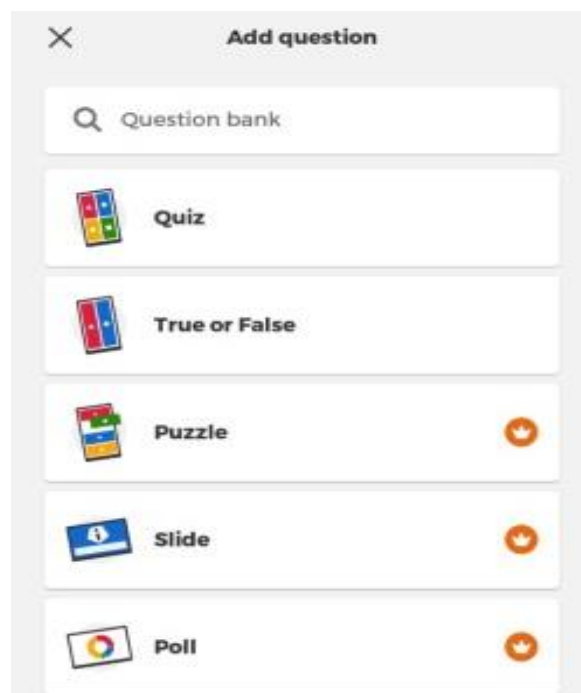 Add question
Question bank
Quiz
True or False
Puzzle
Slide
Poll